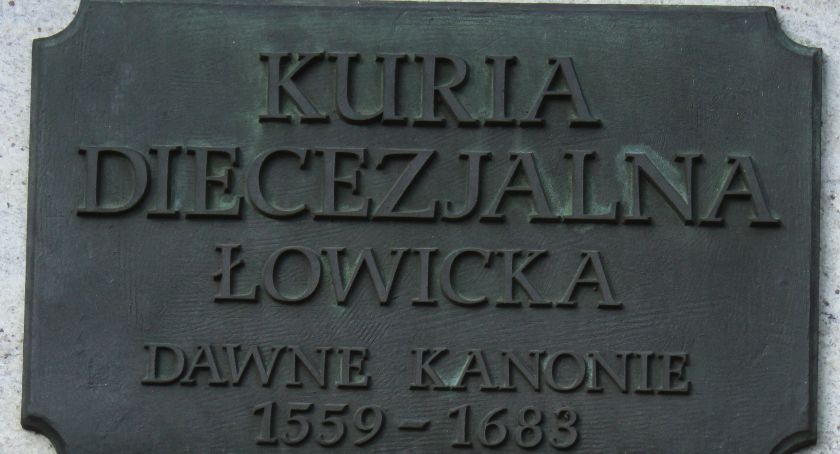 KURIA
DIECEZJALNA
ŁOWICKA
DAWNE KANONIE
1559 – 1683